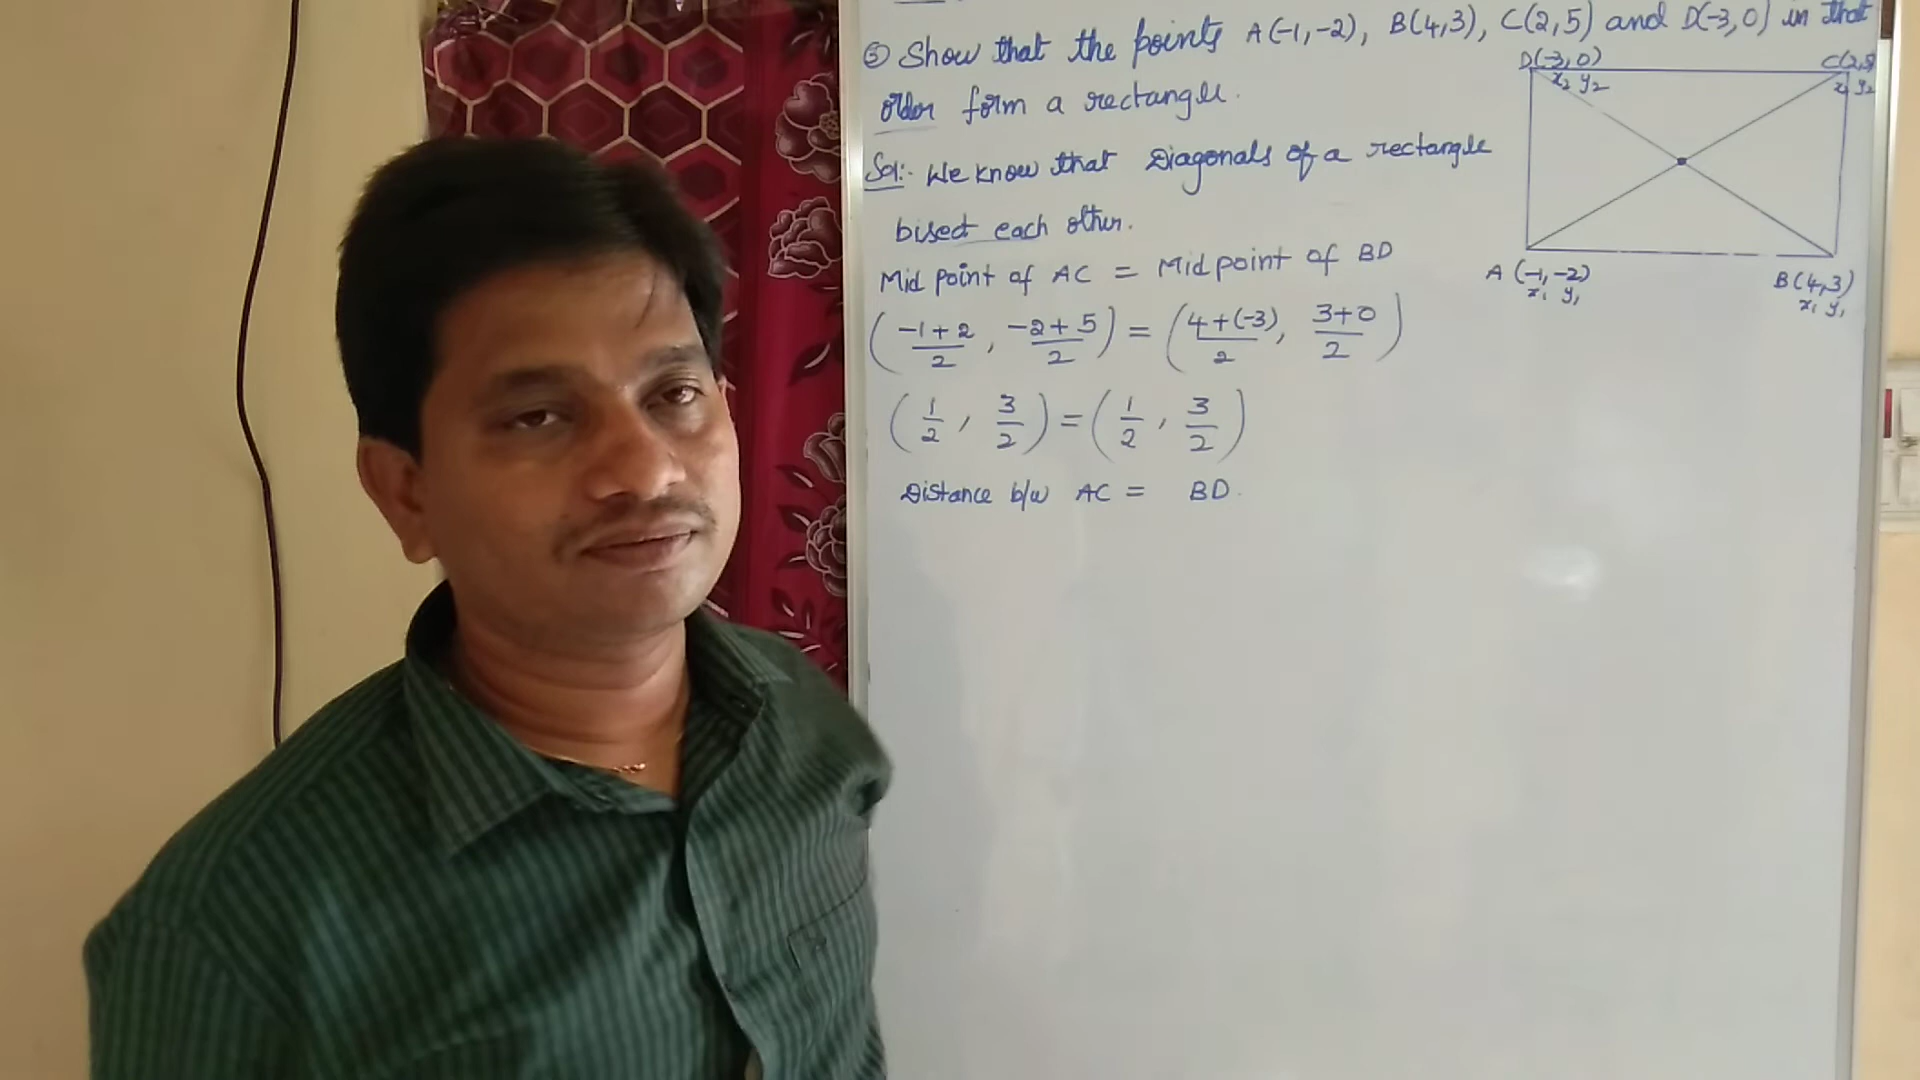 ⑤ Show that the points A(-1,-2), B(4,3), C(2,5) and D(-3,0) in that
order form a rectangle.
Sol:- We know that Diagonals of a rectangle
bisect each other.
Mid point of AC = Mid point of BD
(-1+2/2, -2+5/2) = (4+(-3)/2, 3+0/2)
(1/2, 3/2) = (1/2, 3/2)
Distance b/w AC = BD.
D(-3,0)
x₂ y₂
C(2,5)
x₂ y₂
A (-1,-2)
x₁ y₁
B(4,3)
x₁ y₁